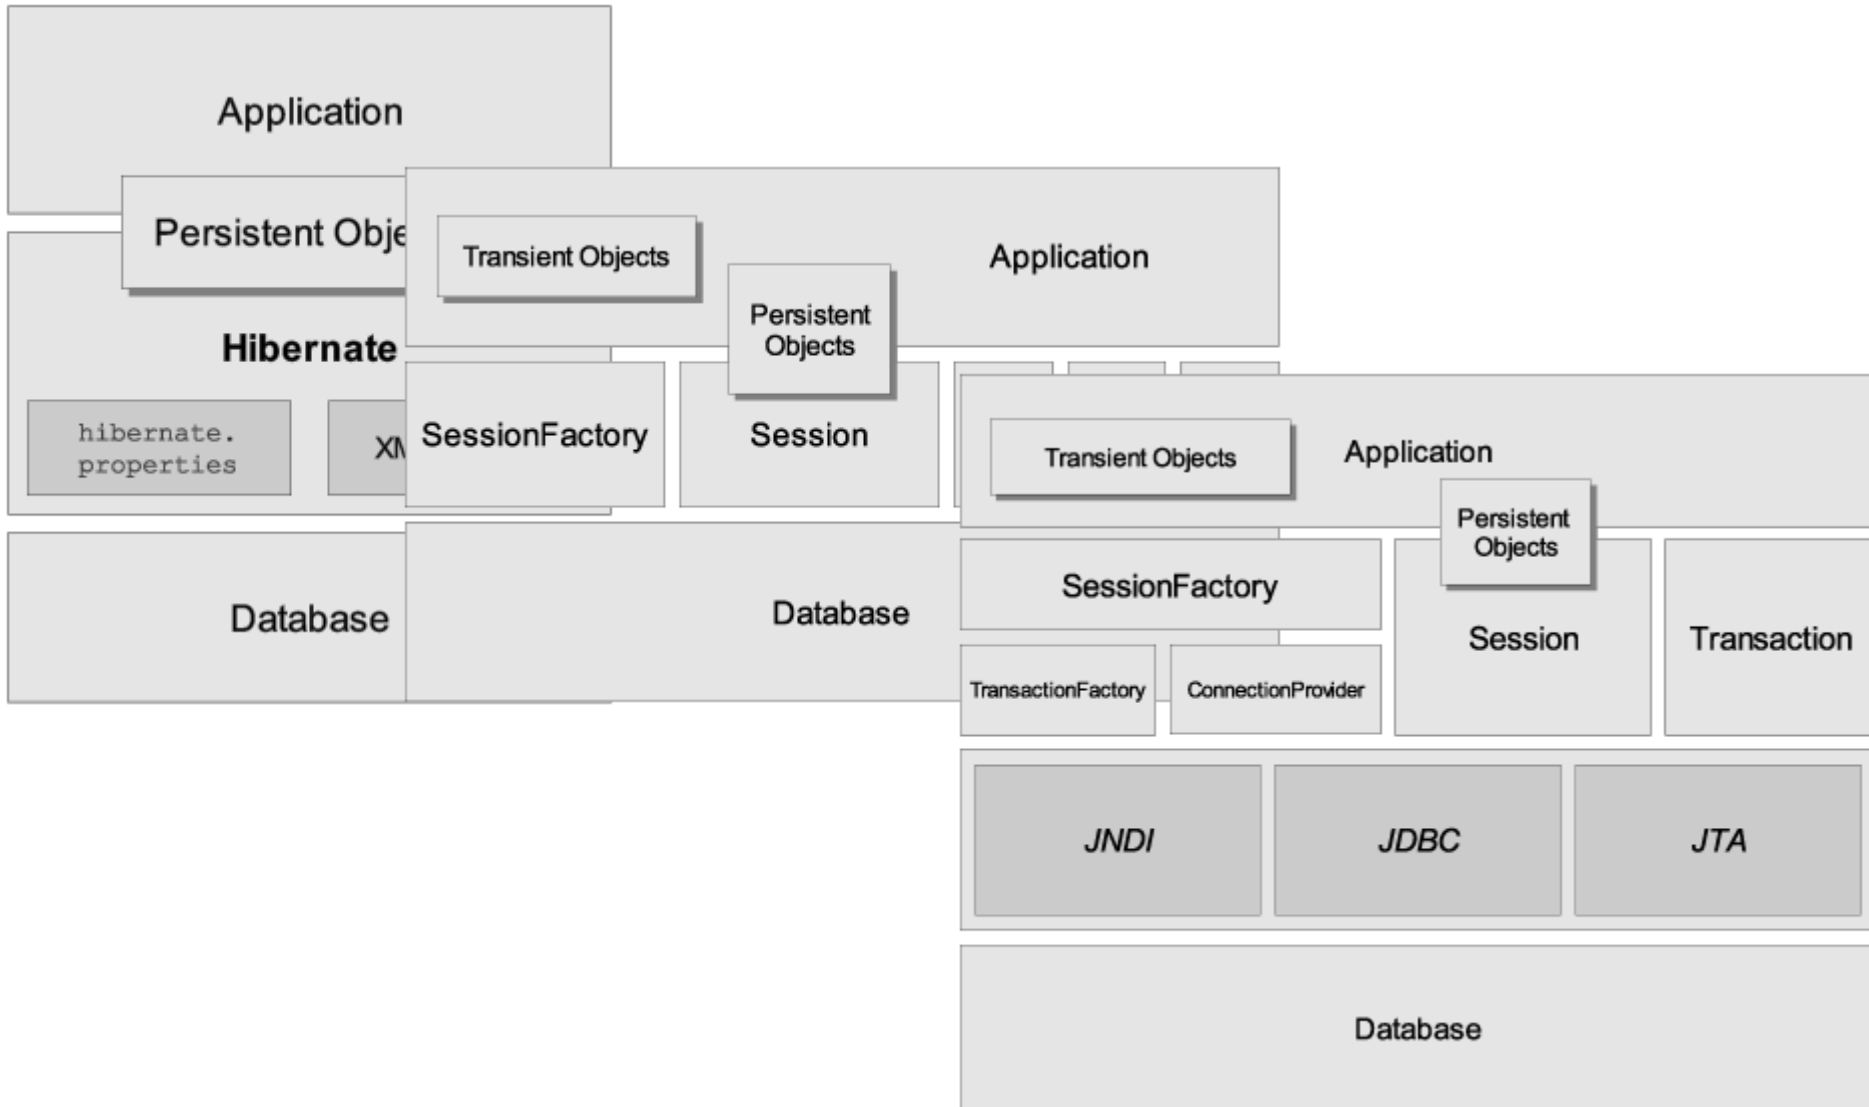 Application
Persistent Obje
Hibernate
hibernate.
properties
XM
Database
Transient Objects
Application
Persistent
Objects
SessionFactory
Session
Database
Transient Objects
Application
Persistent
Objects
SessionFactory
Session
Transaction
TransactionFactory
ConnectionProvider
JNDI
JDBC
JTA
Database